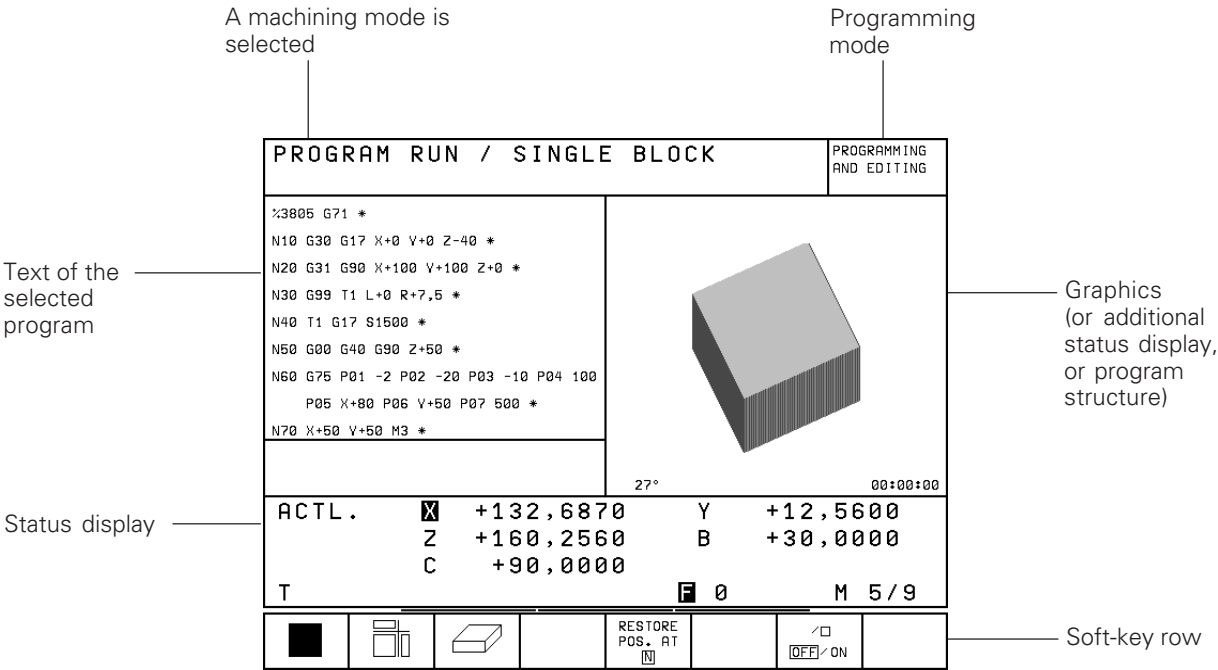 A machining mode is
selected
Programming
mode
PROGRAM RUN / SINGLE BLOCK
PROGRAMMING
AND EDITING
%3805 G71 *
N10 G30 G17 X+0 Y+0 Z-40 *
N20 G31 G90 X+100 Y+100 Z+0 *
N30 G99 T1 L+0 R+7,5 *
N40 T1 G17 S1500 *
N50 G00 G40 G90 Z+50 *
N60 G75 P01 -2 P02 -20 P03 -10 P04 100
P05 X+80 P06 Y+50 P07 500 *
N70 X+50 Y+50 M3 *
Text of the
selected
program
Graphics
(or additional
status display,
or program
structure)
27° 00:00:00
Status display
ACTL. X +132,6870 Y +12,5600
Z +160,2560 B +30,0000
C +90,0000
T F 0 M 5/9
RESTORE
POS. AT
N
/□
OFF/ON
Soft-key row